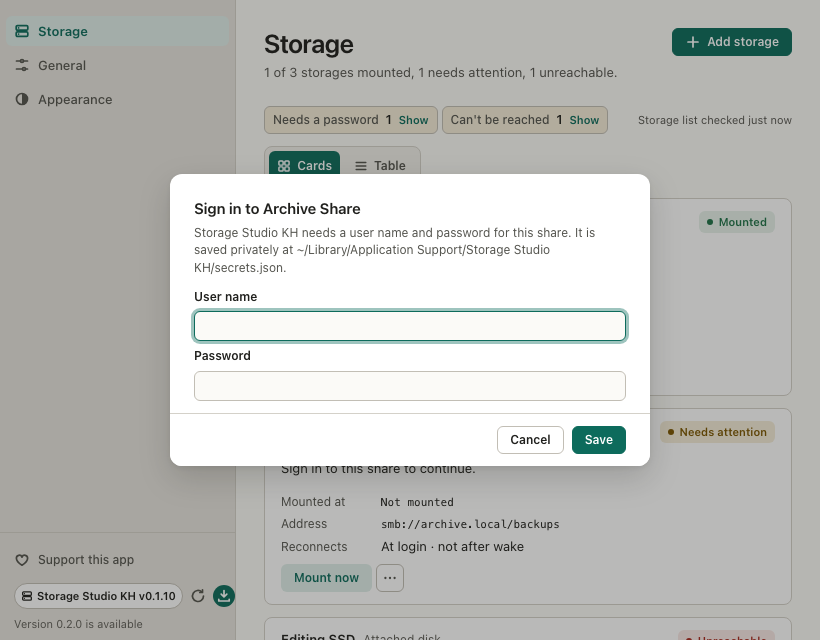 Storage
General
Appearance
Support this app
Storage Studio KH v0.1.10
Version 0.2.0 is available
Storage
Add storage
1 of 3 storages mounted, 1 needs attention, 1 unreachable.
Needs a password 1 Show
Can't be reached 1 Show
Storage list checked just now
Cards
Table
Mounted
Sign in to Archive Share
Storage Studio KH needs a user name and password for this share. It is
saved privately at ~/Library/Application Support/Storage Studio
KH/secrets.json.
User name
Password
Cancel
Save
Needs attention
Sign in to this share to continue.
Mounted at Not mounted
Address smb://archive.local/backups
Reconnects At login · not after wake
Mount now
Editing SSD Attached disk
Unreachable